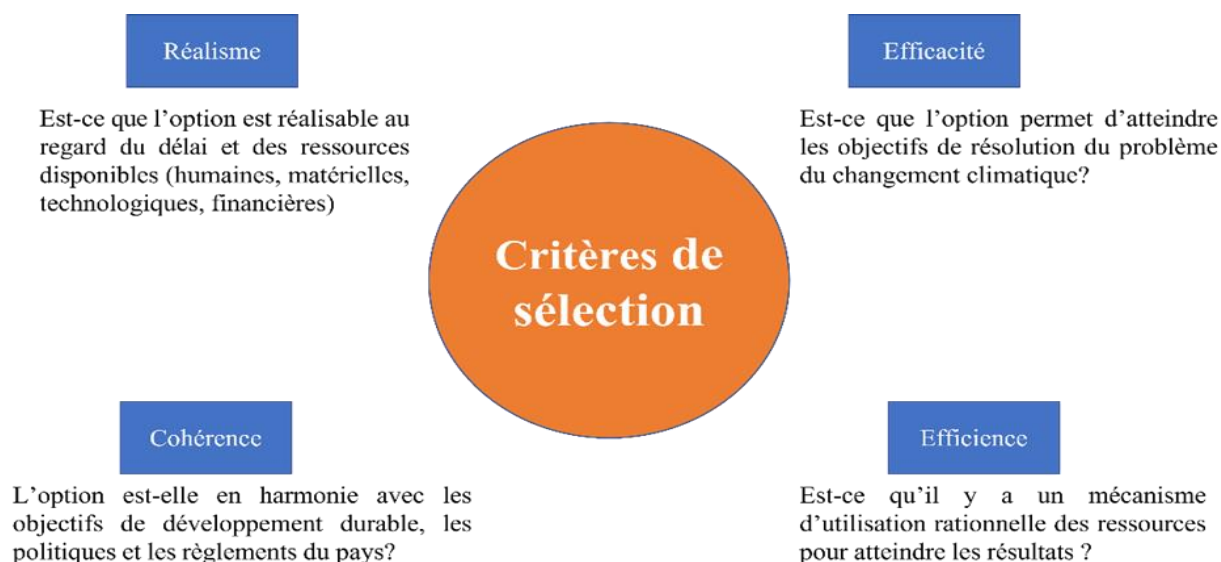 Réalisme
Est-ce que l'option est réalisable au
regard du délai et des ressources
disponibles (humaines, matérielles,
technologiques, financières)
Efficacité
Est-ce que l'option permet d'atteindre
les objectifs de résolution du problème
du changement climatique?
Critères de
sélection
Cohérence
L'option est-elle en harmonie avec les
objectifs de développement durable, les
politiques et les règlements du pays?
Efficience
Est-ce qu'il y a un mécanisme
d'utilisation rationnelle des ressources
pour atteindre les résultats ?